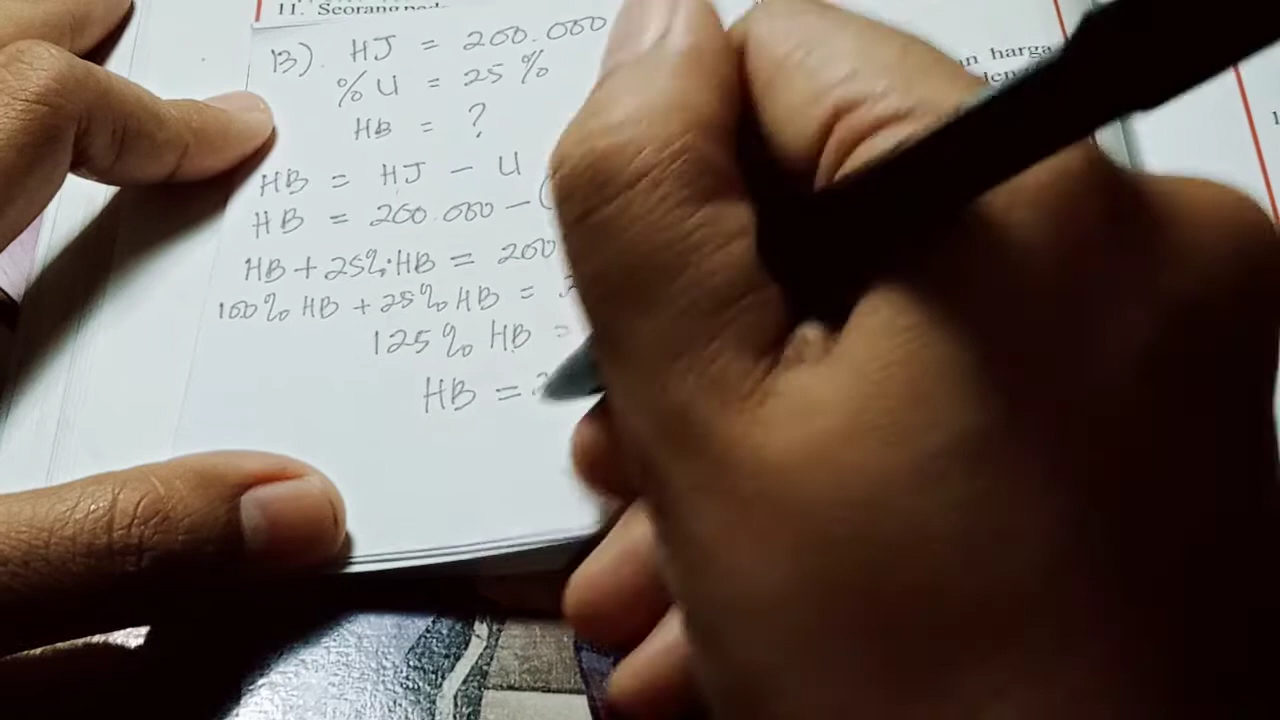 11. Seorang
13). HJ = 200.000
% U = 25%
HB = ?
HB = HJ - U
HB = 200.000 - (
HB + 25%.HB = 200
100% HB + 25% HB =
125% HB =
HB =
harga